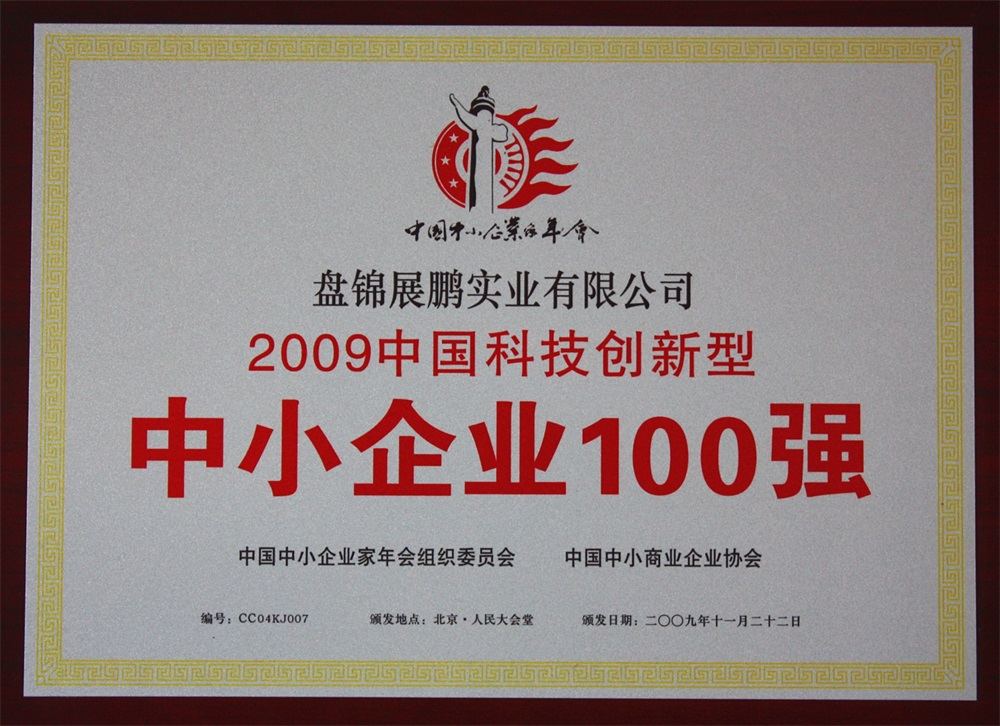 中国中小企业家年会
盘锦展鹏实业有限公司
2009中国科技创新型
中小企业100强
中国中小企业家年会组织委员会 中国中小商业企业协会
编号：CC04KJ007 颁发地点：北京·人民大会堂 颁发日期：二〇〇九年十一月二十二日